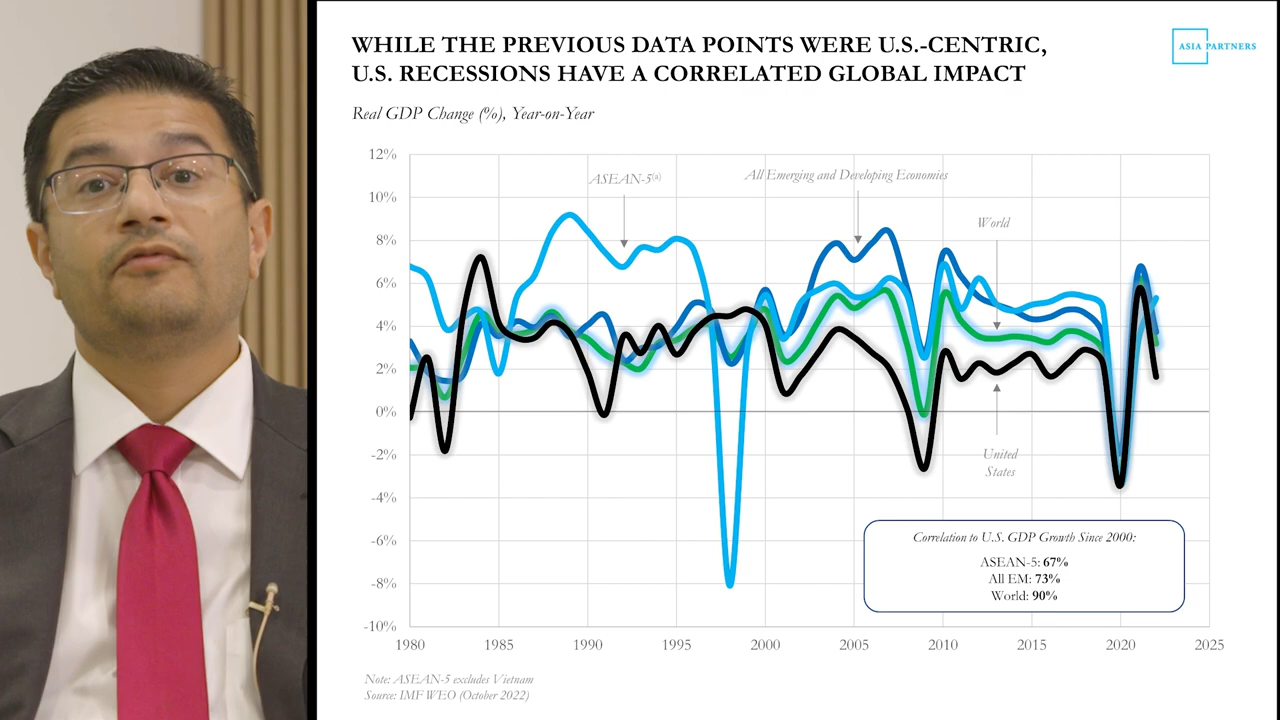 WHILE THE PREVIOUS DATA POINTS WERE U.S.-CENTRIC,
U.S. RECESSIONS HAVE A CORRELATED GLOBAL IMPACT
ASIA PARTNERS
Real GDP Change (%), Year-on-Year
12%
10%
8%
6%
4%
2%
0%
-2%
-4%
-6%
-8%
-10%
ASEAN-5(a)
All Emerging and Developing Economies
World
United
States
Correlation to U.S. GDP Growth Since 2000:
ASEAN-5: 67%
All EM: 73%
World: 90%
1980 1985 1990 1995 2000 2005 2010 2015 2020 2025
Note: ASEAN-5 excludes Vietnam
Source: IMF WEO (October 2022)